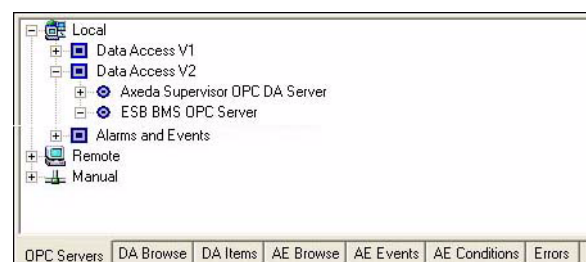 Local
Data Access V1
Data Access V2
Axeda Supervisor OPC DA Server
ESB BMS OPC Server
Alarms and Events
Remote
Manual
OPC Servers DA Browse DA Items AE Browse AE Events AE Conditions Errors